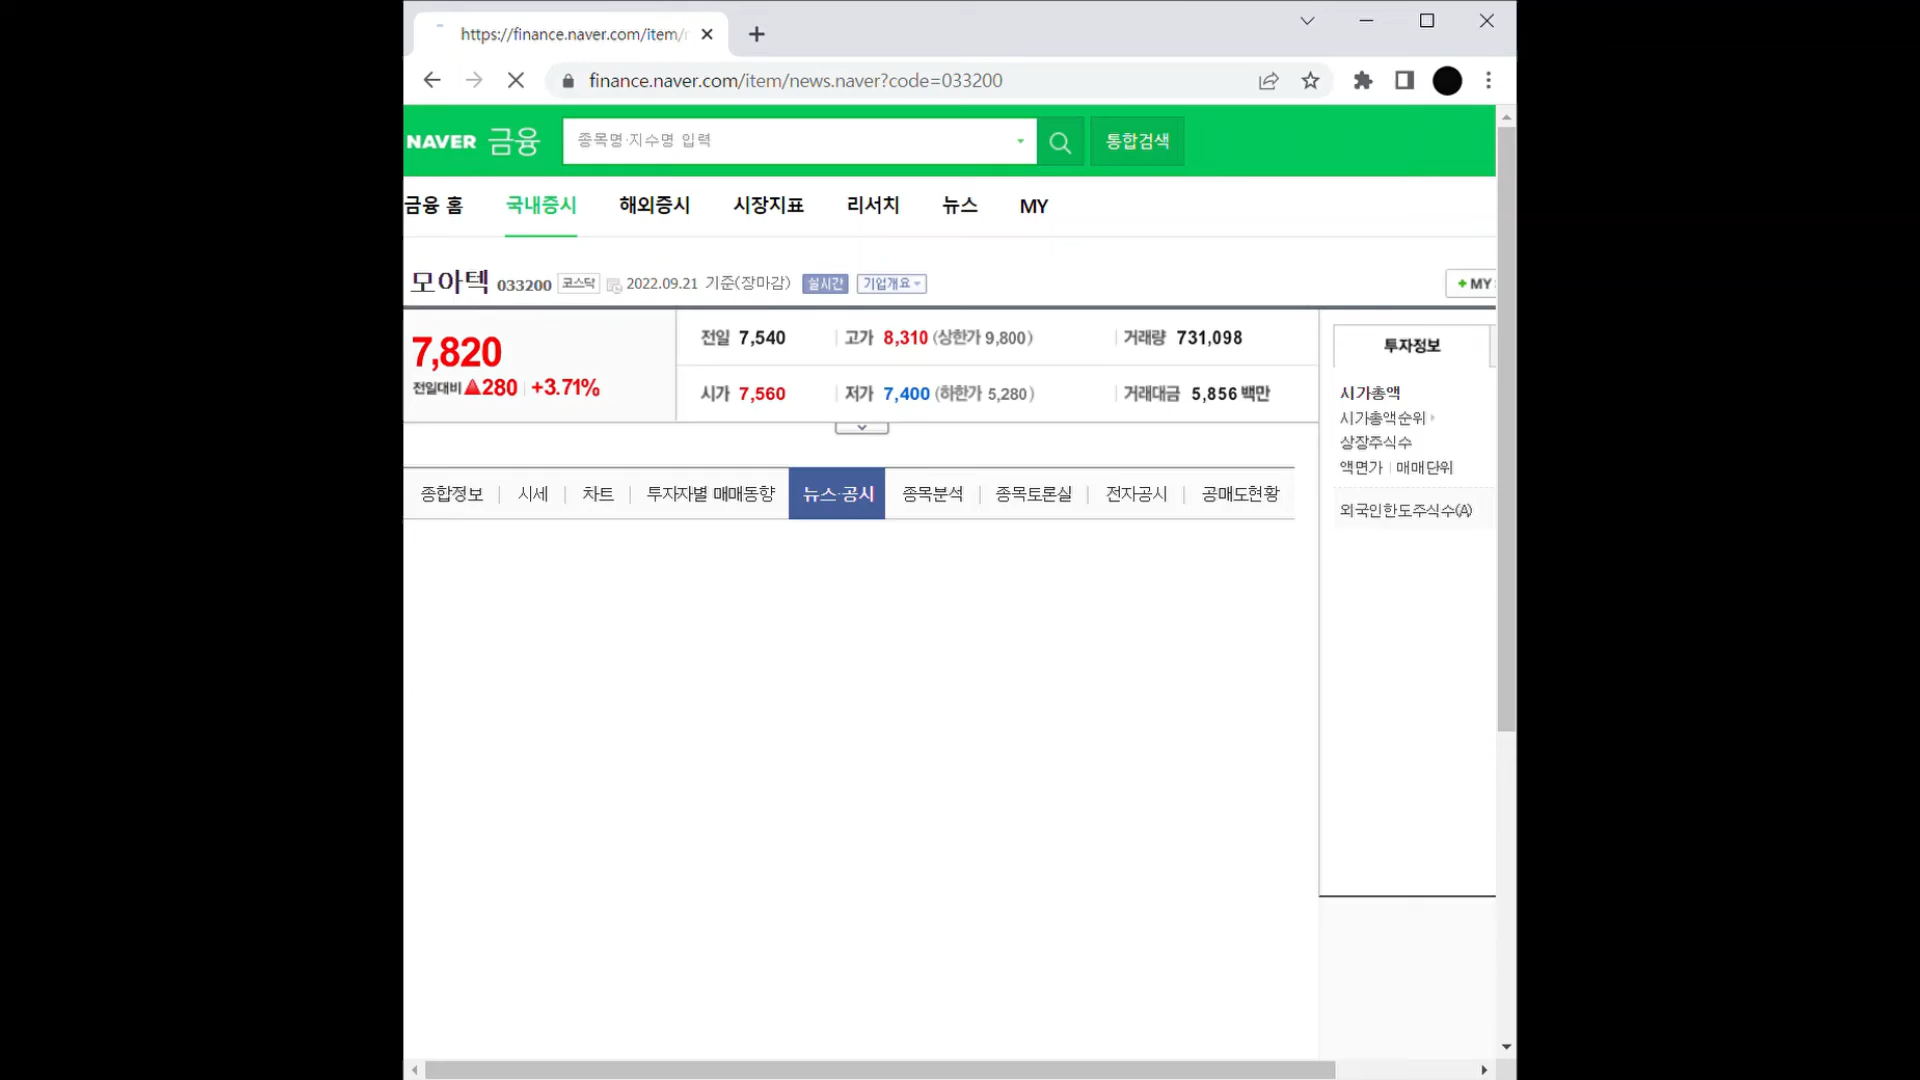 https://finance.naver.com/item/
finance.naver.com/item/news.naver?code=033200
NAVER 금융 종목명·지수명 입력 통합검색
금융 홈 국내증시 해외증시 시장지표 리서치 뉴스 MY
모아텍 033200 코스닥 2022.09.21 기준(장마감) 실시간 기업개요 + MY
7,820
전일대비 ▲280 +3.71%
전일 7,540 고가 8,310 (상한가 9,800) 거래량 731,098
시가 7,560 저가 7,400 (하한가 5,280) 거래대금 5,856 백만
투자정보
시가총액
시가총액순위
상장주식수
액면가 매매단위
외국인한도주식수(A)
종합정보 시세 차트 투자자별 매매동향 뉴스·공시 종목분석 종목토론실 전자공시 공매도현황